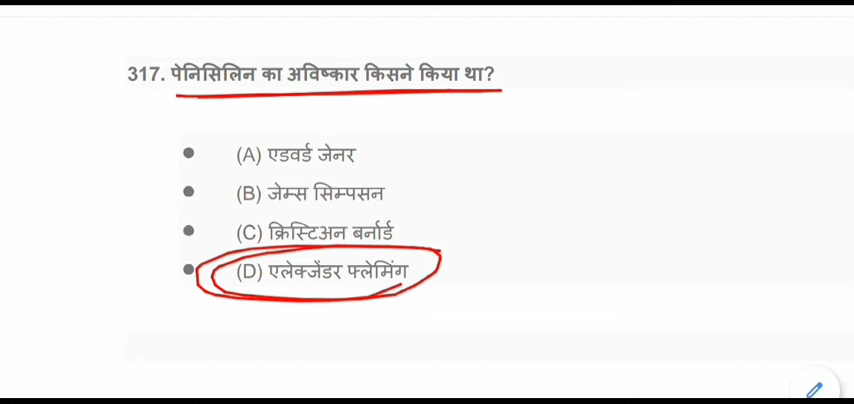 317. पेनिसिलिन का अविष्कार किसने किया था?
(A) एडवर्ड जेनर
(B) जेम्स सिम्पसन
(C) क्रिस्टिअन बर्नार्ड
(D) एलेक्जेंडर फ्लेमिंग